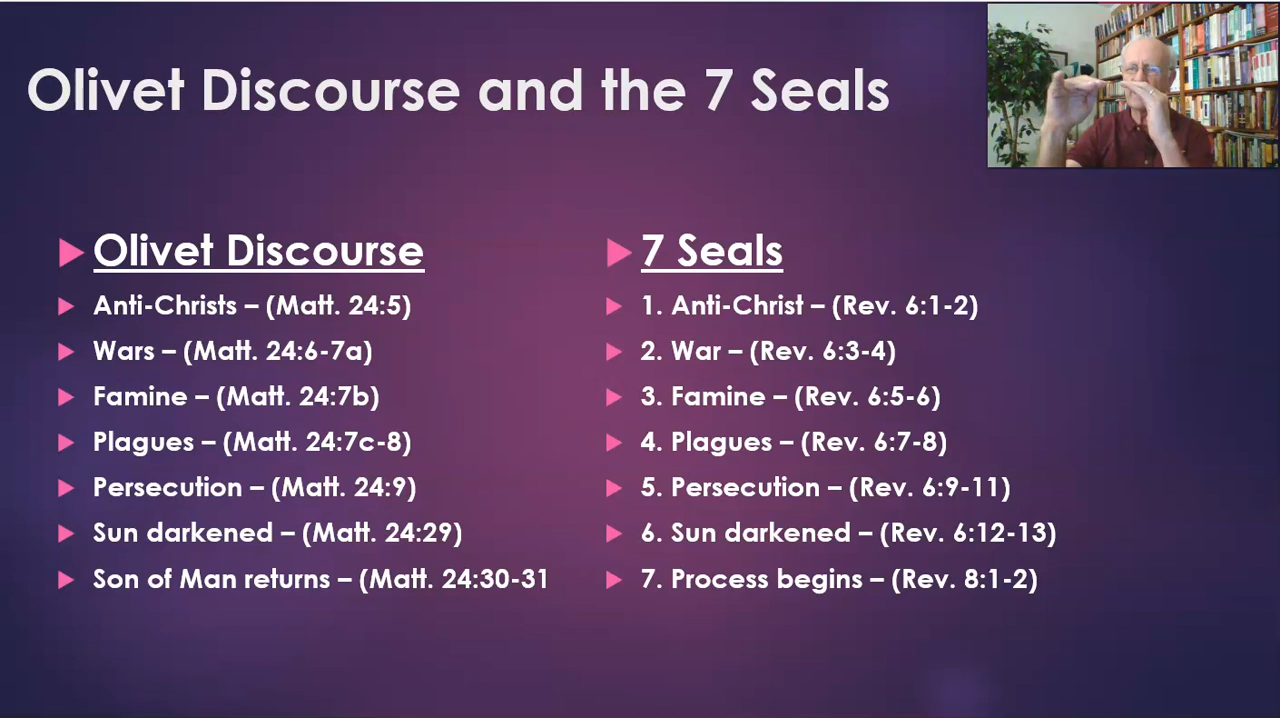 Olivet Discourse and the 7 Seals
Olivet Discourse
Anti-Christs – (Matt. 24:5)
Wars – (Matt. 24:6-7a)
Famine – (Matt. 24:7b)
Plagues – (Matt. 24:7c-8)
Persecution – (Matt. 24:9)
Sun darkened – (Matt. 24:29)
Son of Man returns – (Matt. 24:30-31
7 Seals
1. Anti-Christ – (Rev. 6:1-2)
2. War – (Rev. 6:3-4)
3. Famine – (Rev. 6:5-6)
4. Plagues – (Rev. 6:7-8)
5. Persecution – (Rev. 6:9-11)
6. Sun darkened – (Rev. 6:12-13)
7. Process begins – (Rev. 8:1-2)